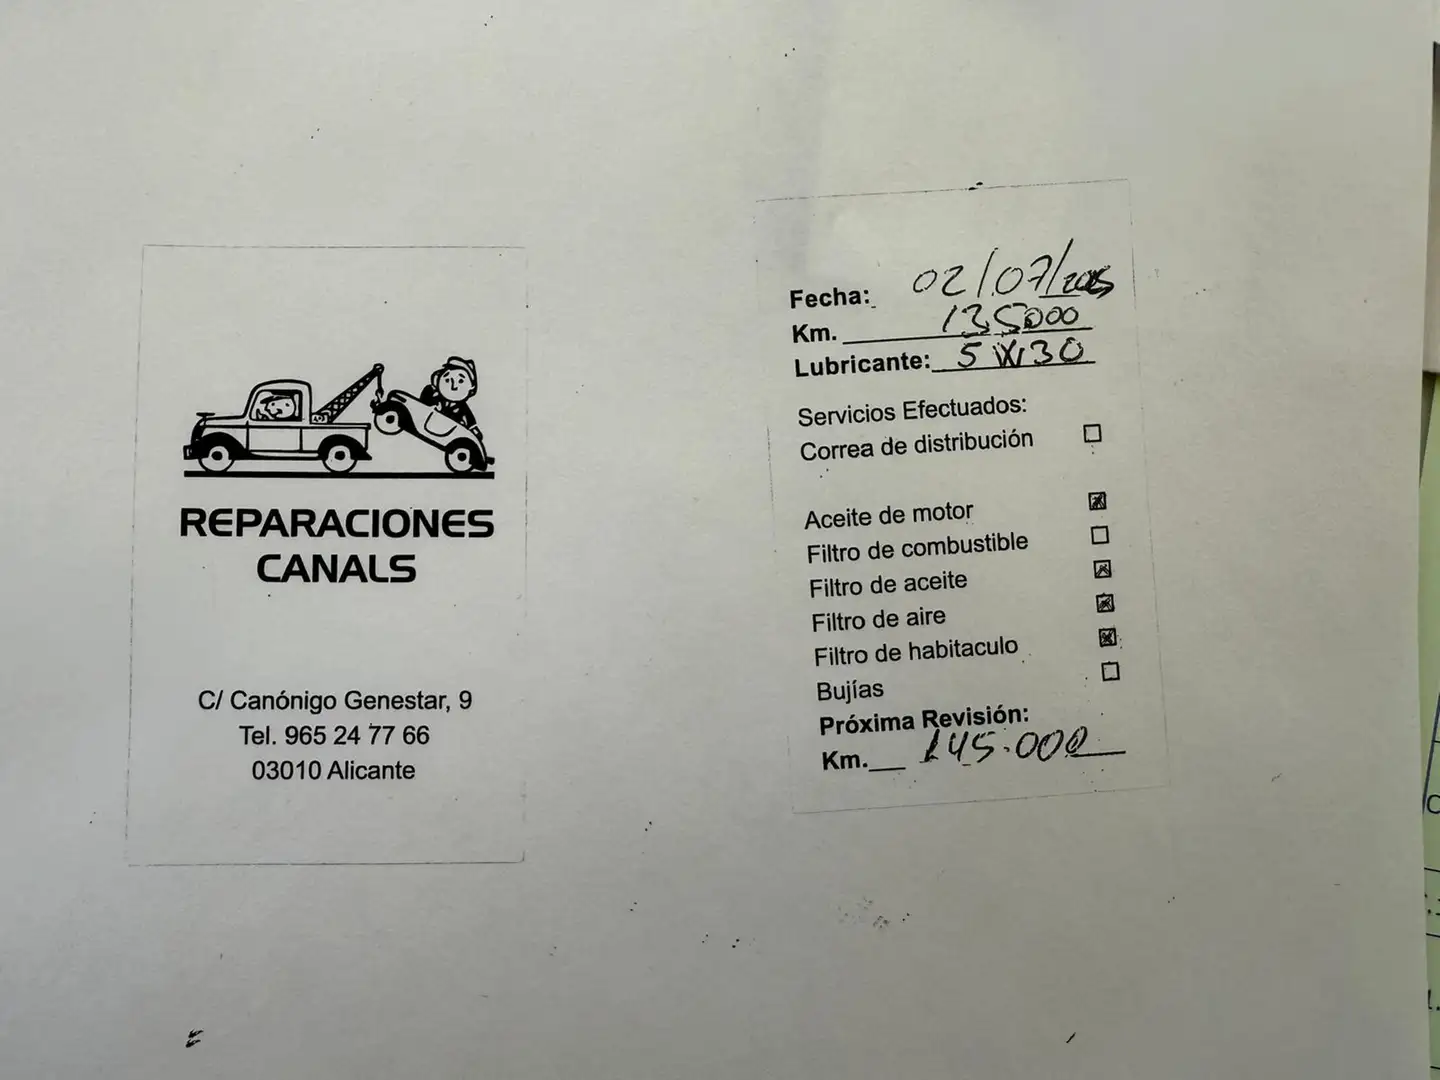 REPARACIONES
CANALS
C/ Canónigo Genestar, 9
Tel. 965 24 77 66
03010 Alicante
Fecha: 02/07/2025
Km. 135000
Lubricante: 5W30
Servicios Efectuados:
Correa de distribución
Aceite de motor
Filtro de combustible
Filtro de aceite
Filtro de aire
Filtro de habitaculo
Bujías
Próxima Revisión:
Km. 145.000